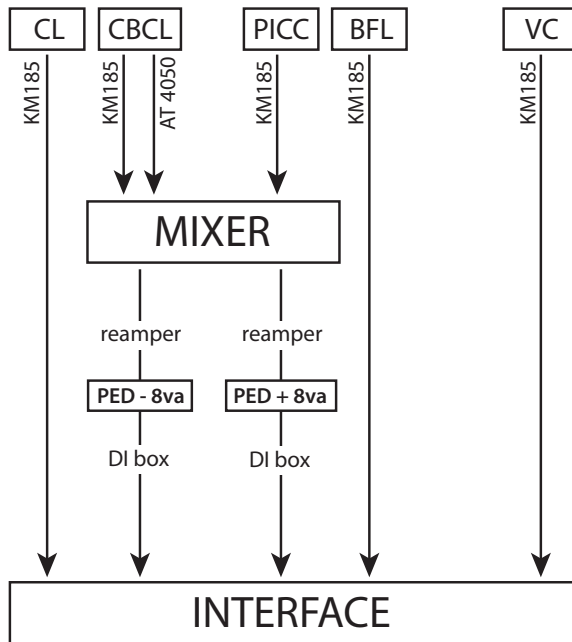 CL
CBCL
PICC
BFL
VC
KM185
KM185
AT 4050
KM185
KM185
KM185
MIXER
reamper
reamper
PED - 8va
PED + 8va
DI box
DI box
INTERFACE